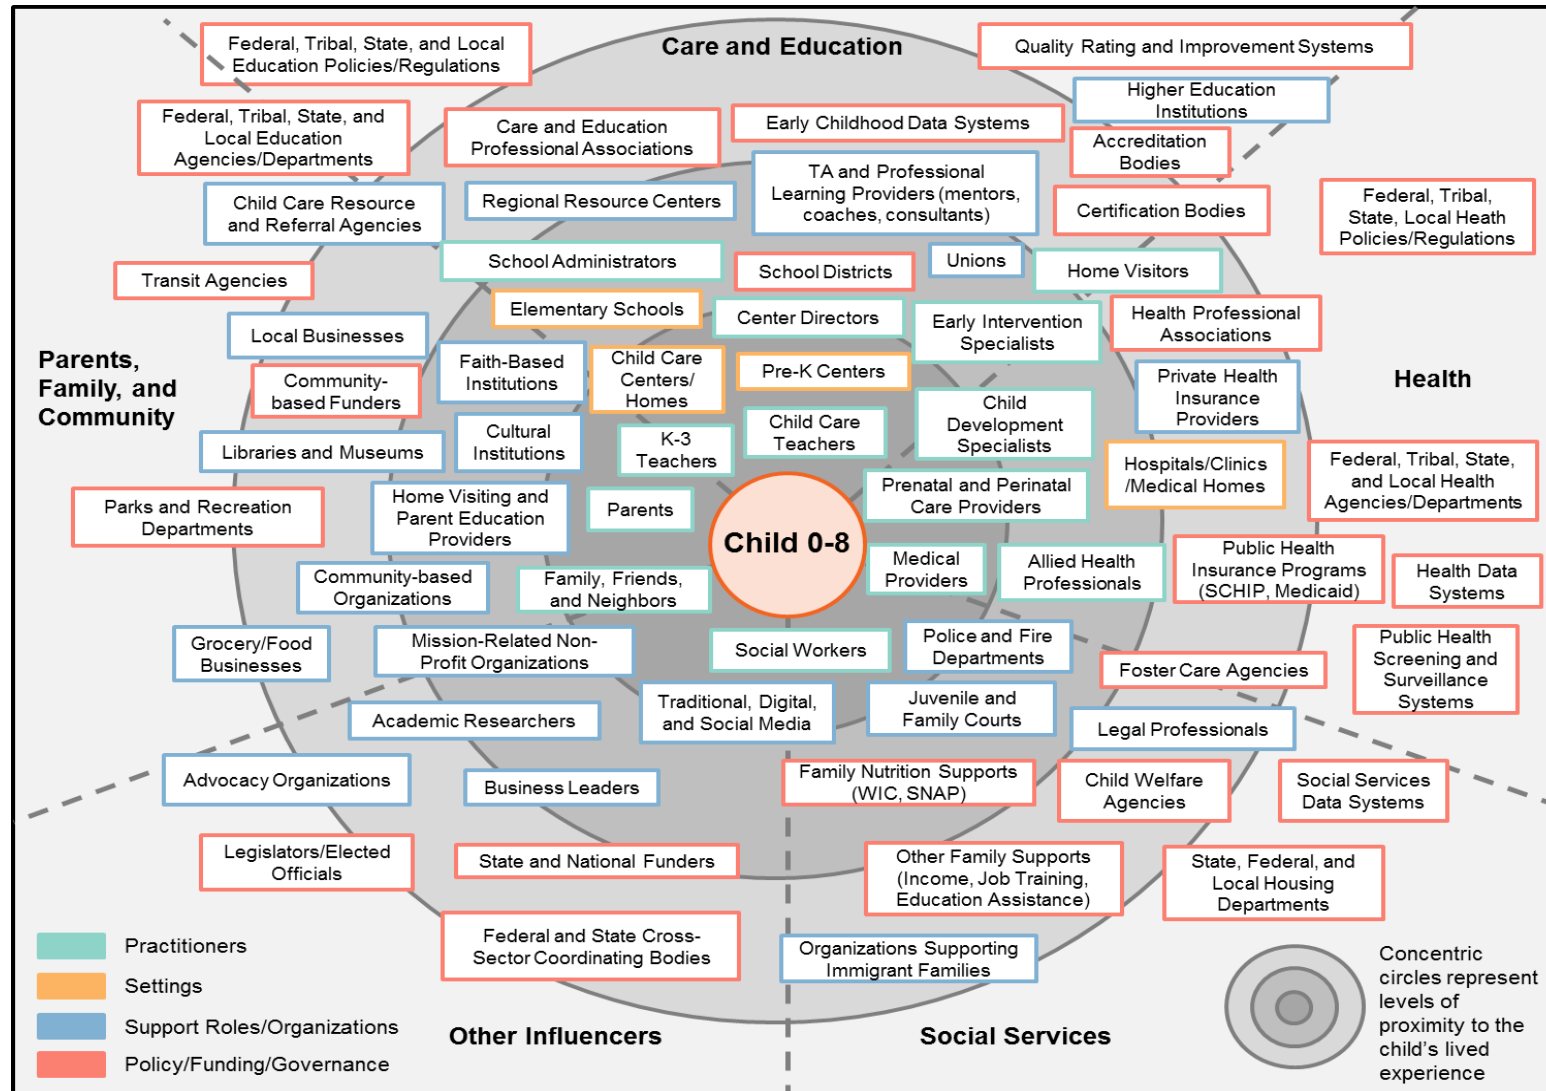 Federal, Tribal, State, and Local
Education Policies/Regulations
Care and Education
Quality Rating and Improvement Systems
Higher Education
Institutions
Federal, Tribal, State, and
Local Education
Agencies/Departments
Care and Education
Professional Associations
Early Childhood Data Systems
Accreditation
Bodies
TA and Professional
Learning Providers (mentors,
coaches, consultants)
Child Care Resource
and Referral Agencies
Regional Resource Centers
Certification Bodies
Federal, Tribal,
State, Local Heath
Policies/Regulations
School Administrators
School Districts
Unions
Home Visitors
Transit Agencies
Elementary Schools
Center Directors
Early Intervention
Specialists
Health Professional
Associations
Local Businesses
Parents,
Family, and
Community
Faith-Based
Institutions
Child Care
Centers/
Homes
Pre-K Centers
Private Health
Insurance
Providers
Health
Community-
based Funders
Child
Development
Specialists
Libraries and Museums
Cultural
Institutions
K-3
Teachers
Child Care
Teachers
Hospitals/Clinics
/Medical Homes
Federal, Tribal, State,
and Local Health
Agencies/Departments
Parks and Recreation
Departments
Home Visiting and
Parent Education
Providers
Parents
Prenatal and Perinatal
Care Providers
Child 0-8
Community-based
Organizations
Family, Friends,
and Neighbors
Medical
Providers
Allied Health
Professionals
Public Health
Insurance Programs
(SCHIP, Medicaid)
Health Data
Systems
Grocery/Food
Businesses
Mission-Related Non-
Profit Organizations
Social Workers
Police and Fire
Departments
Foster Care Agencies
Public Health
Screening and
Surveillance
Systems
Academic Researchers
Traditional, Digital,
and Social Media
Juvenile and
Family Courts
Legal Professionals
Advocacy Organizations
Business Leaders
Family Nutrition Supports
(WIC, SNAP)
Child Welfare
Agencies
Social Services
Data Systems
Legislators/Elected
Officials
State and National Funders
Other Family Supports
(Income, Job Training,
Education Assistance)
State, Federal, and
Local Housing
Departments
Federal and State Cross-
Sector Coordinating Bodies
Organizations Supporting
Immigrant Families
Other Influencers
Social Services
Practitioners
Settings
Support Roles/Organizations
Policy/Funding/Governance
Concentric
circles represent
levels of
proximity to the
child's lived
experience